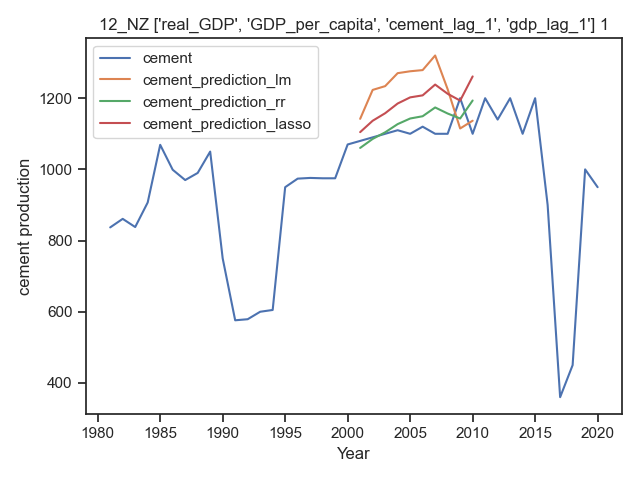 12_NZ ['real_GDP', 'GDP_per_capita', 'cement_lag_1', 'gdp_lag_1'] 1
cement
cement_prediction_lm
cement_prediction_rr
cement_prediction_lasso
cement production
1200
1000
800
600
400
1980 1985 1990 1995 2000 2005 2010 2015 2020
Year